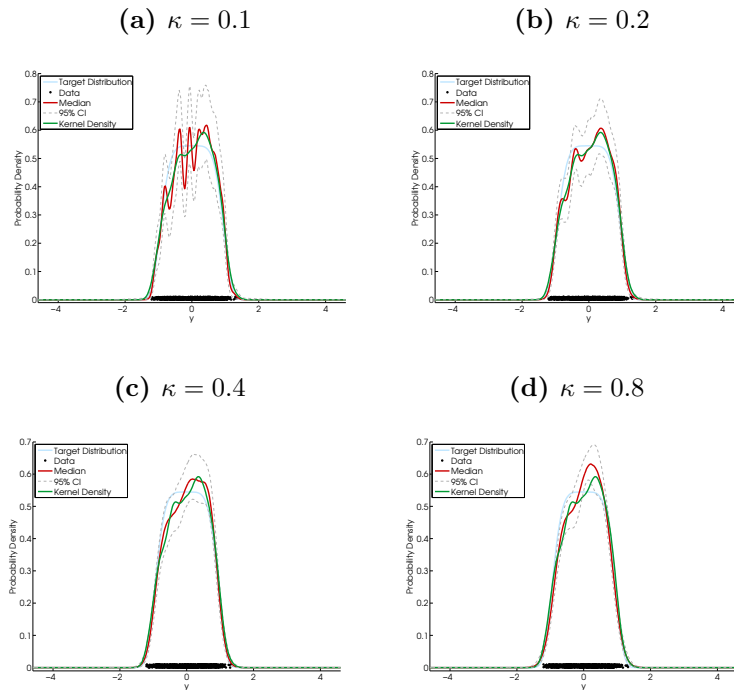 (a) κ = 0.1
(b) κ = 0.2
0.8
0.7
0.6
0.5
0.4
0.3
0.2
0.1
0
Probability Density
Target Distribution
Data
Median
95% CI
Kernel Density
−4
−2
0
2
4
y
0.8
0.7
0.6
0.5
0.4
0.3
0.2
0.1
0
Probability Density
Target Distribution
Data
Median
95% CI
Kernel Density
−4
−2
0
2
4
y
(c) κ = 0.4
(d) κ = 0.8
0.7
0.6
0.5
0.4
0.3
0.2
0.1
0
Probability Density
Target Distribution
Data
Median
95% CI
Kernel Density
−4
−2
0
2
4
y
0.7
0.6
0.5
0.4
0.3
0.2
0.1
0
Probability Density
Target Distribution
Data
Median
95% CI
Kernel Density
−4
−2
0
2
4
y